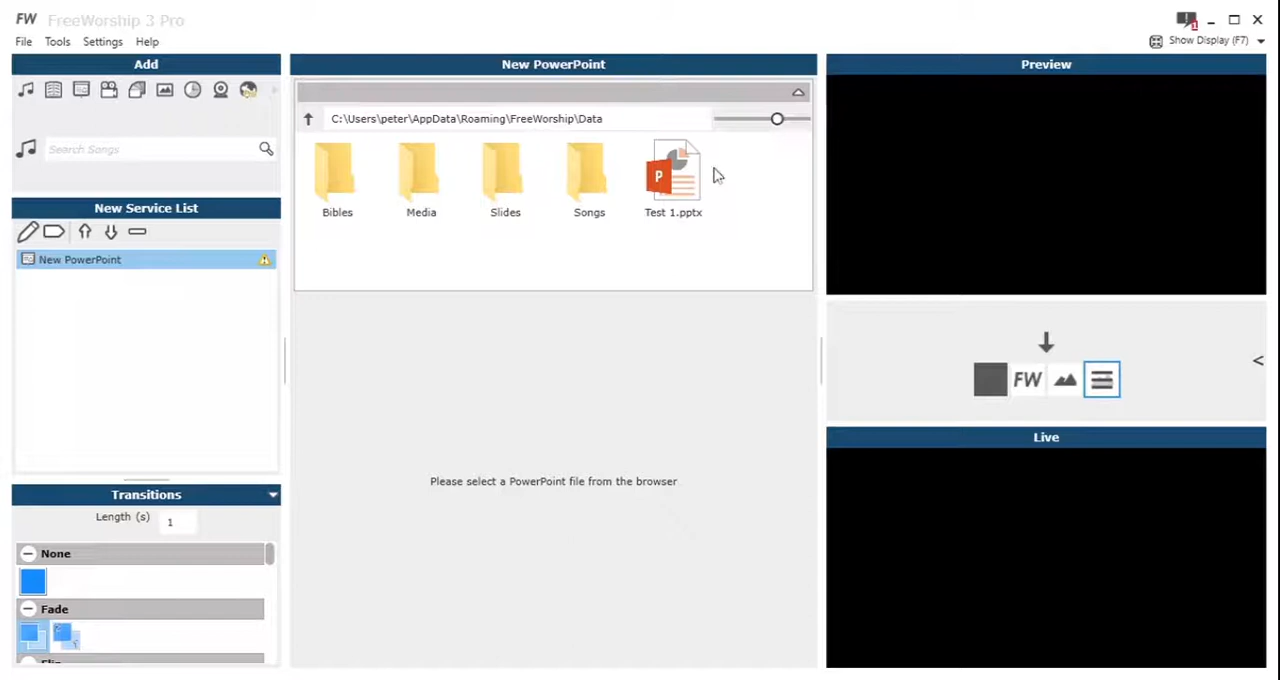 FW FreeWorship 3 Pro
File Tools Settings Help
Show Display (F7)
Add
Search Songs
New Service List
New PowerPoint
Transitions
Length (s) 1
None
Fade
New PowerPoint
C:\Users\peter\AppData\Roaming\FreeWorship\Data
Bibles Media Slides Songs Test 1.pptx
Please select a PowerPoint file from the browser
Preview
FW
Live